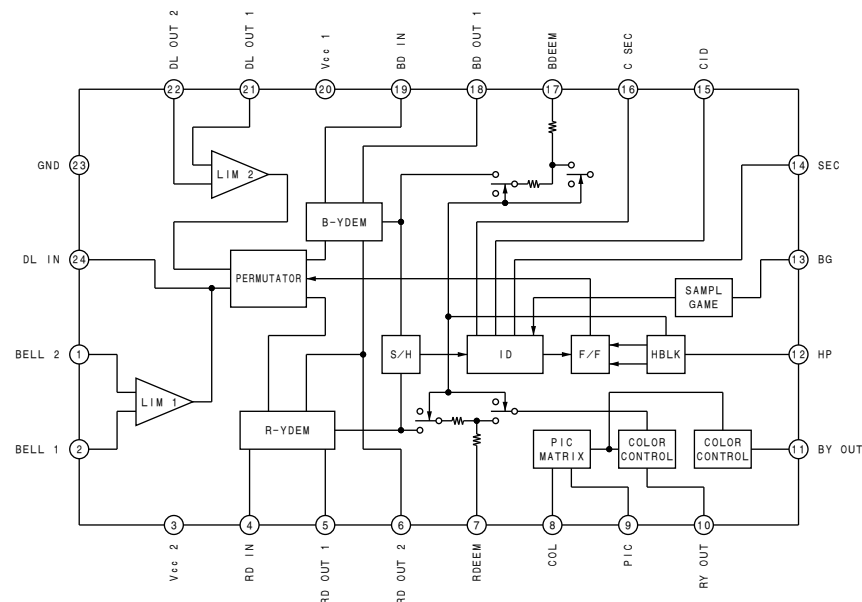 DL OUT 2
DL OUT 1
Vcc 1
BD IN
BD OUT 1
BDEEM
C SEC
CID
22
21
20
19
18
17
16
15
GND
23
LIM 2
14
SEC
B-YDEM
DL IN
24
PERMUTATOR
SAMPL
GAME
13
BG
BELL 2
1
S/H
ID
F/F
HBLK
12
HP
LIM 1
BELL 1
2
R-YDEM
PIC
MATRIX
COLOR
CONTROL
COLOR
CONTROL
11
BY OUT
3
4
5
6
7
8
9
10
Vcc 2
RD IN
RD OUT 1
RD OUT 2
RDEEM
COL
PIC
RY OUT